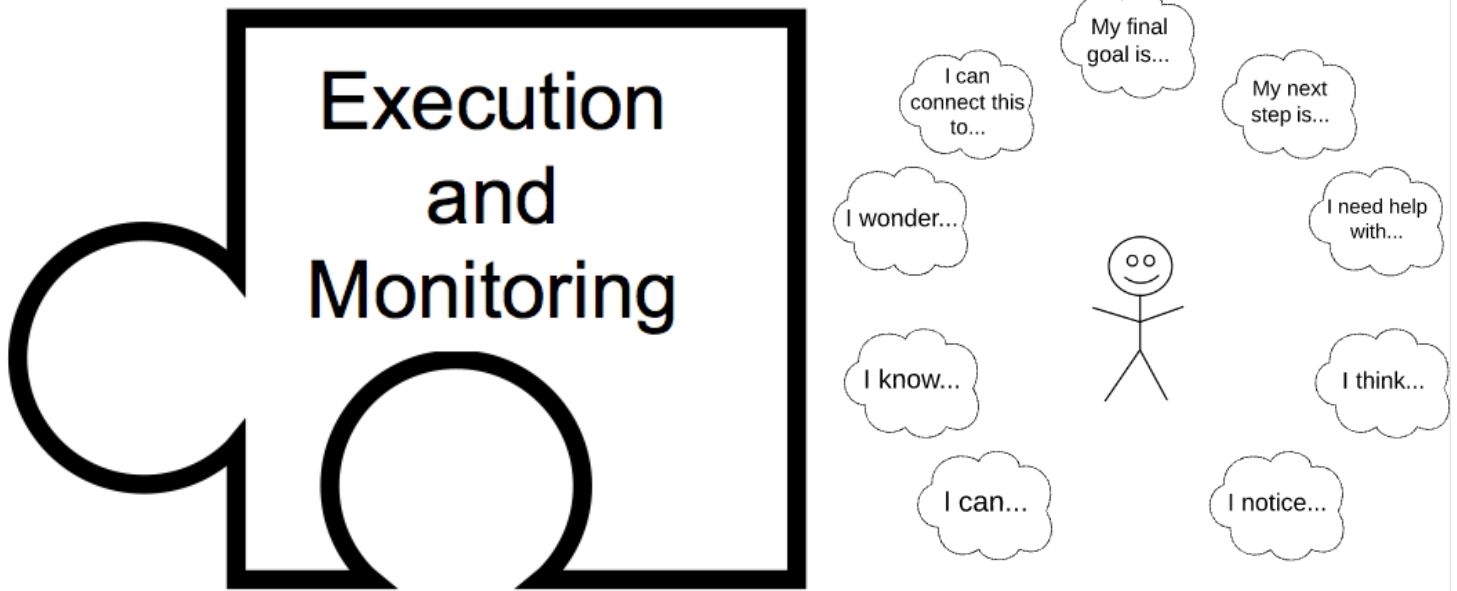 Execution
and
Monitoring
My final
goal is...
I can
connect this
to...
My next
step is...
I wonder...
I need help
with...
I know...
I think...
I can...
I notice...